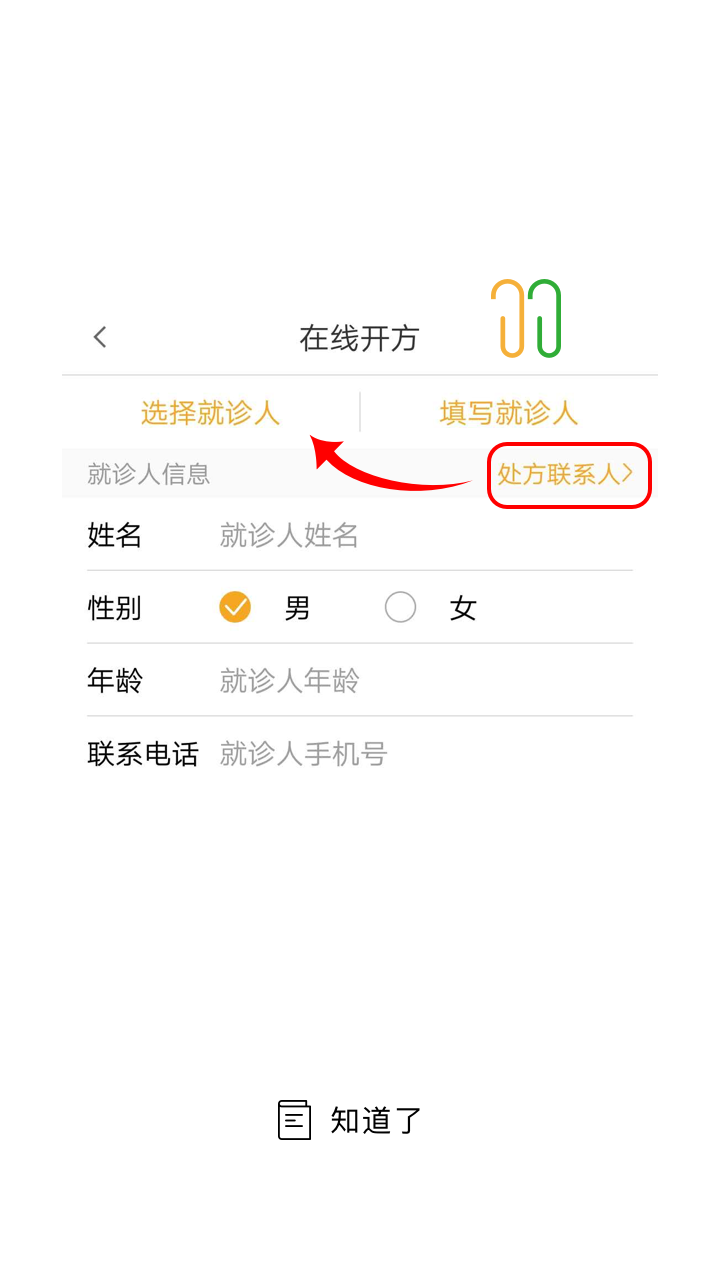 在线开方
选择就诊人 填写就诊人
就诊人信息 处方联系人
姓名 就诊人姓名
性别 男 女
年龄 就诊人年龄
联系电话 就诊人手机号
知道了